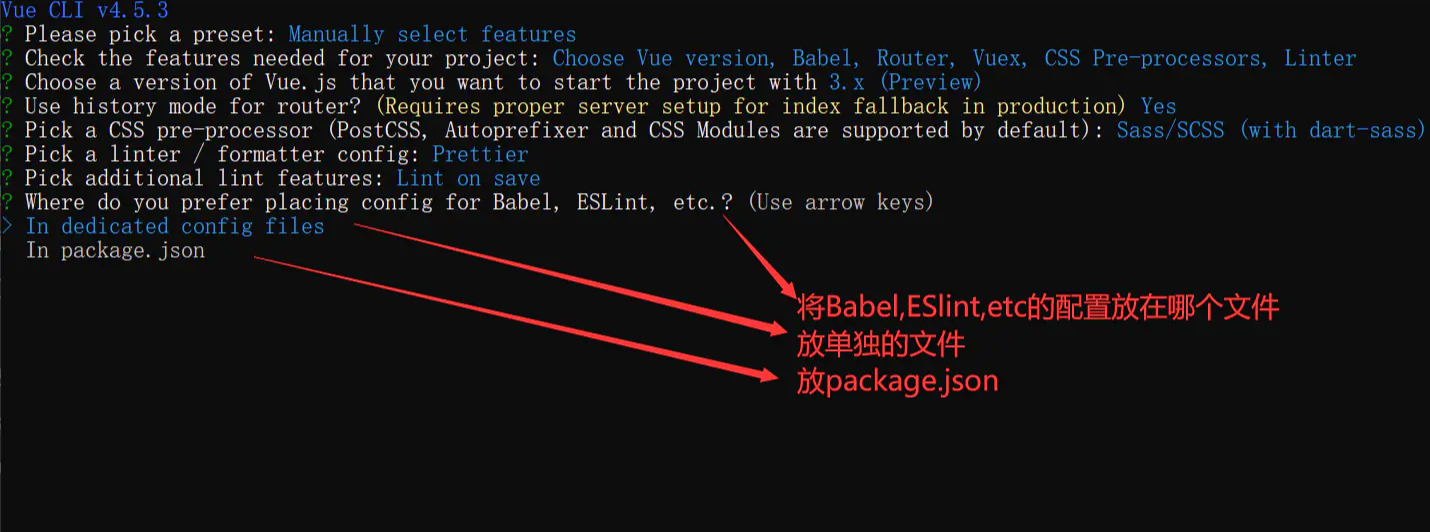 Vue CLI v4.5.3
? Please pick a preset: Manually select features
? Check the features needed for your project: Choose Vue version, Babel, Router, Vuex, CSS Pre-processors, Linter
? Choose a version of Vue.js that you want to start the project with 3.x (Preview)
? Use history mode for router? (Requires proper server setup for index fallback in production) Yes
? Pick a CSS pre-processor (PostCSS, Autoprefixer and CSS Modules are supported by default): Sass/SCSS (with dart-sass)
? Pick a linter / formatter config: Prettier
? Pick additional lint features: Lint on save
? Where do you prefer placing config for Babel, ESLint, etc.? (Use arrow keys)
> In dedicated config files
In package.json
将Babel,ESlint,etc的配置放在哪个文件
放单独的文件
放package.json